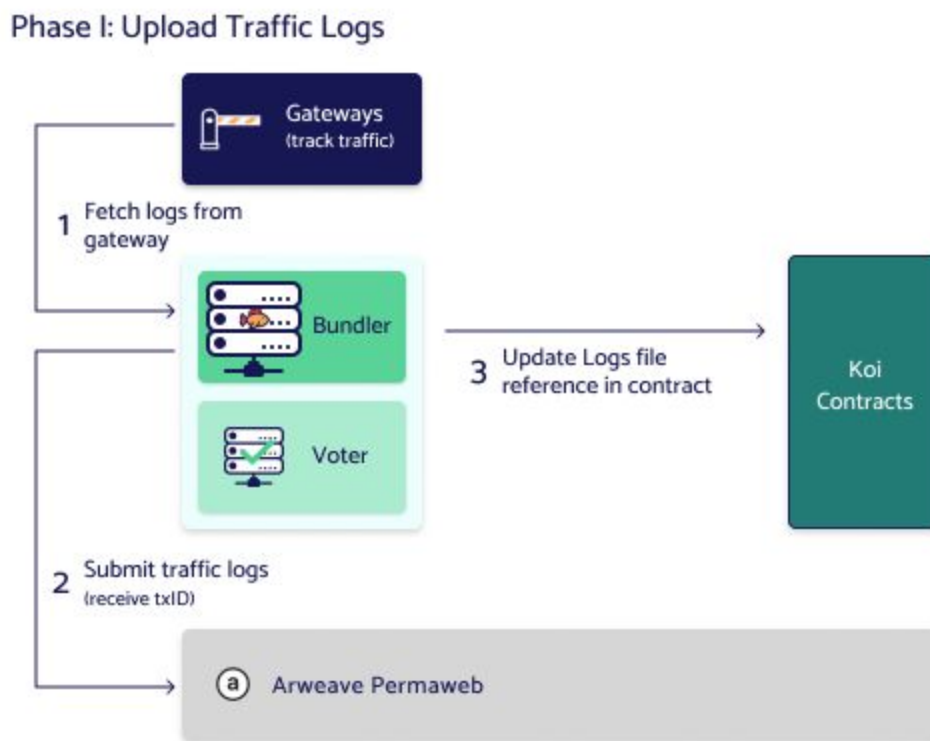 Phase I: Upload Traffic Logs
Gateways
(track traffic)
1
Fetch logs from
gateway
Bundler
3
Update Logs file
reference in contract
Koi
Contracts
Voter
2
Submit traffic logs
(receive txID)
a
Arweave Permaweb